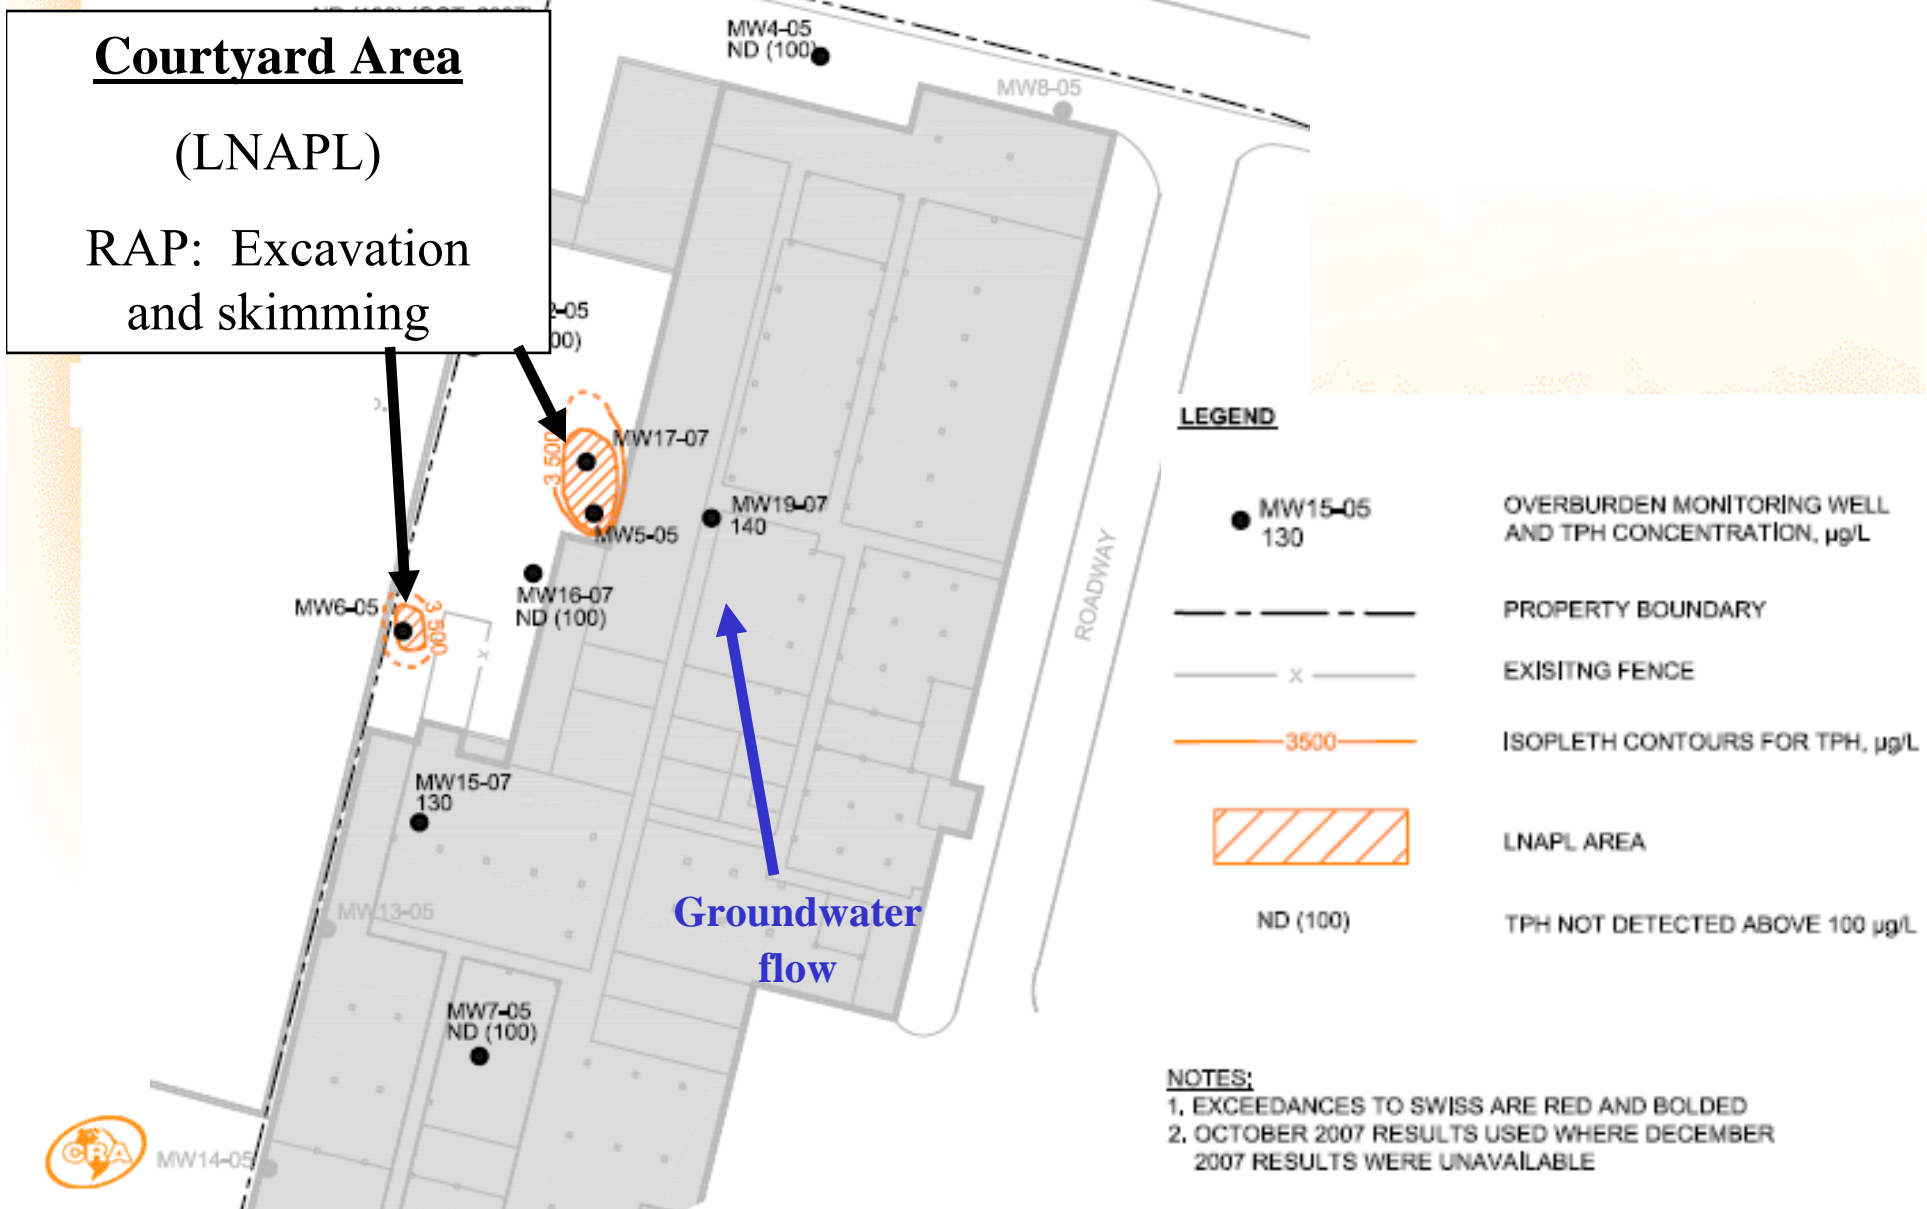 Courtyard Area
(LNAPL)
RAP: Excavation
and skimming
MW4-05
ND (100)
MW8-05
2-05
00)
MW17-07
3 500
MW5-05
MW19-07
140
MW16-07
ND (100)
MW6-05
3 500
x
ROADWAY
MW15-07
130
MW13-05
Groundwater
flow
MW7-05
ND (100)
CRA
MW14-05
LEGEND
MW15-05
130
OVERBURDEN MONITORING WELL
AND TPH CONCENTRATION, µg/L
PROPERTY BOUNDARY
x
EXISITNG FENCE
3500
ISOPLETH CONTOURS FOR TPH, µg/L
LNAPL AREA
ND (100)
TPH NOT DETECTED ABOVE 100 µg/L
NOTES:
1. EXCEEDANCES TO SWISS ARE RED AND BOLDED
2. OCTOBER 2007 RESULTS USED WHERE DECEMBER
2007 RESULTS WERE UNAVAILABLE